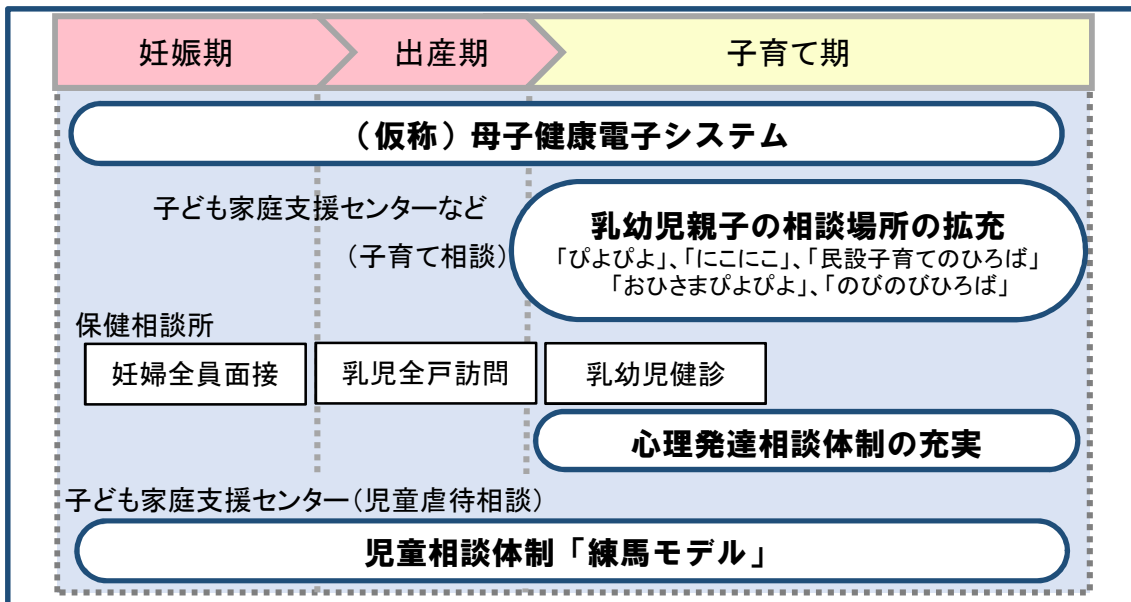 妊娠期
出産期
子育て期
（仮称）母子健康電子システム
子ども家庭支援センターなど
（子育て相談）
乳幼児親子の相談場所の拡充
「ぴよぴよ」、「にこにこ」、「民設子育てのひろば」
「おひさまぴよぴよ」、「のびのびひろば」
保健相談所
妊婦全員面接
乳児全戸訪問
乳幼児健診
心理発達相談体制の充実
子ども家庭支援センター（児童虐待相談）
児童相談体制「練馬モデル」